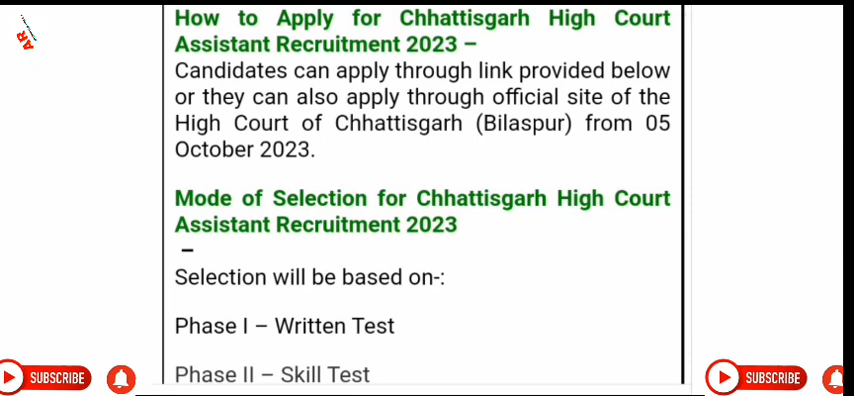 AR
How to Apply for Chhattisgarh High Court
Assistant Recruitment 2023 –
Candidates can apply through link provided below
or they can also apply through official site of the
High Court of Chhattisgarh (Bilaspur) from 05
October 2023.
Mode of Selection for Chhattisgarh High Court
Assistant Recruitment 2023
–
Selection will be based on-:
Phase I – Written Test
Phase II – Skill Test
SUBSCRIBE
SUBSCRIBE